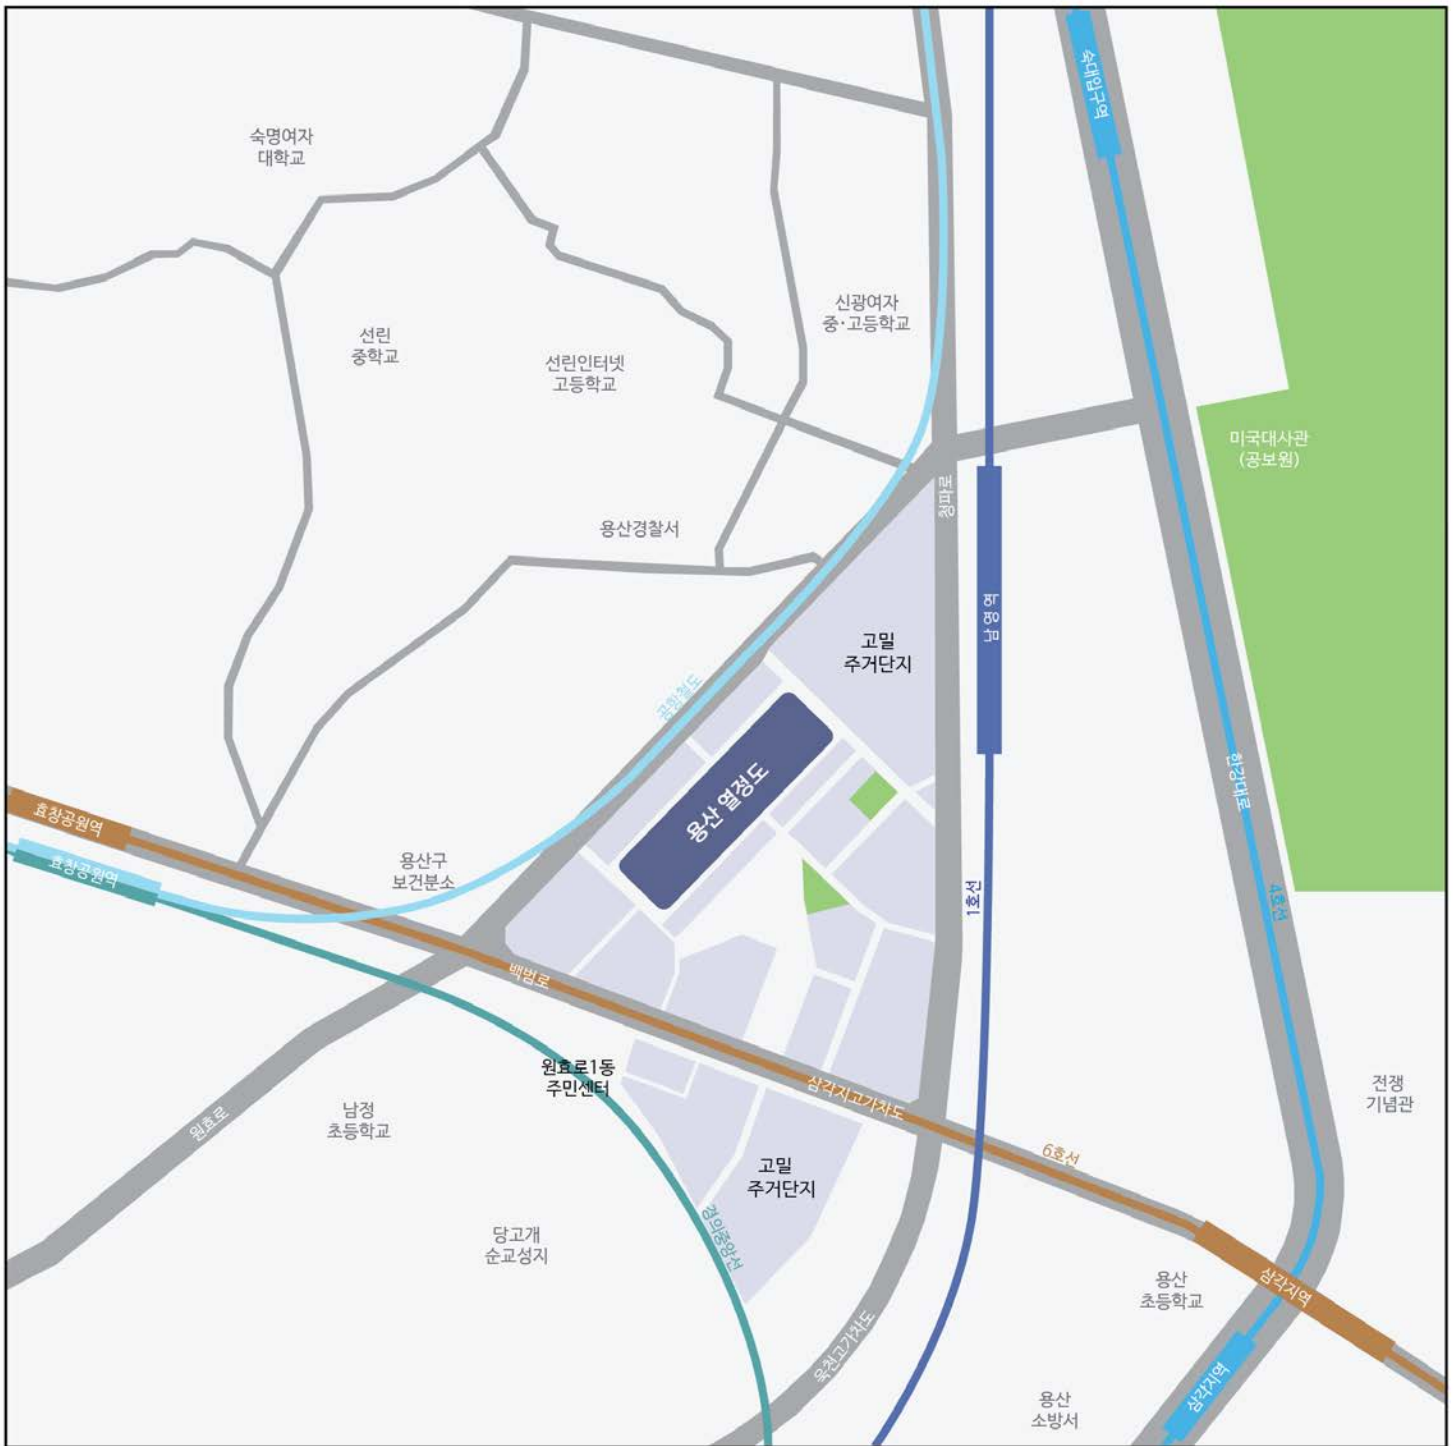 숙대입구역
숙명여자
대학교
신광여자
중·고등학교
선린
중학교
선린인터넷
고등학교
미국대사관
(공보원)
청파로
용산경찰서
남영역
고밀
주거단지
공항철도
한강대로
용산 열정도
효창공원역
효창공원역
용산구
보건분소
1호선
4호선
백범로
원효로1동
주민센터
삼각지고가차도
전쟁
기념관
원효로
남정
초등학교
6호선
고밀
주거단지
당고개
순교성지
경의중앙선
용산
초등학교
삼각지역
욱천고가차도
삼각지역
용산
소방서